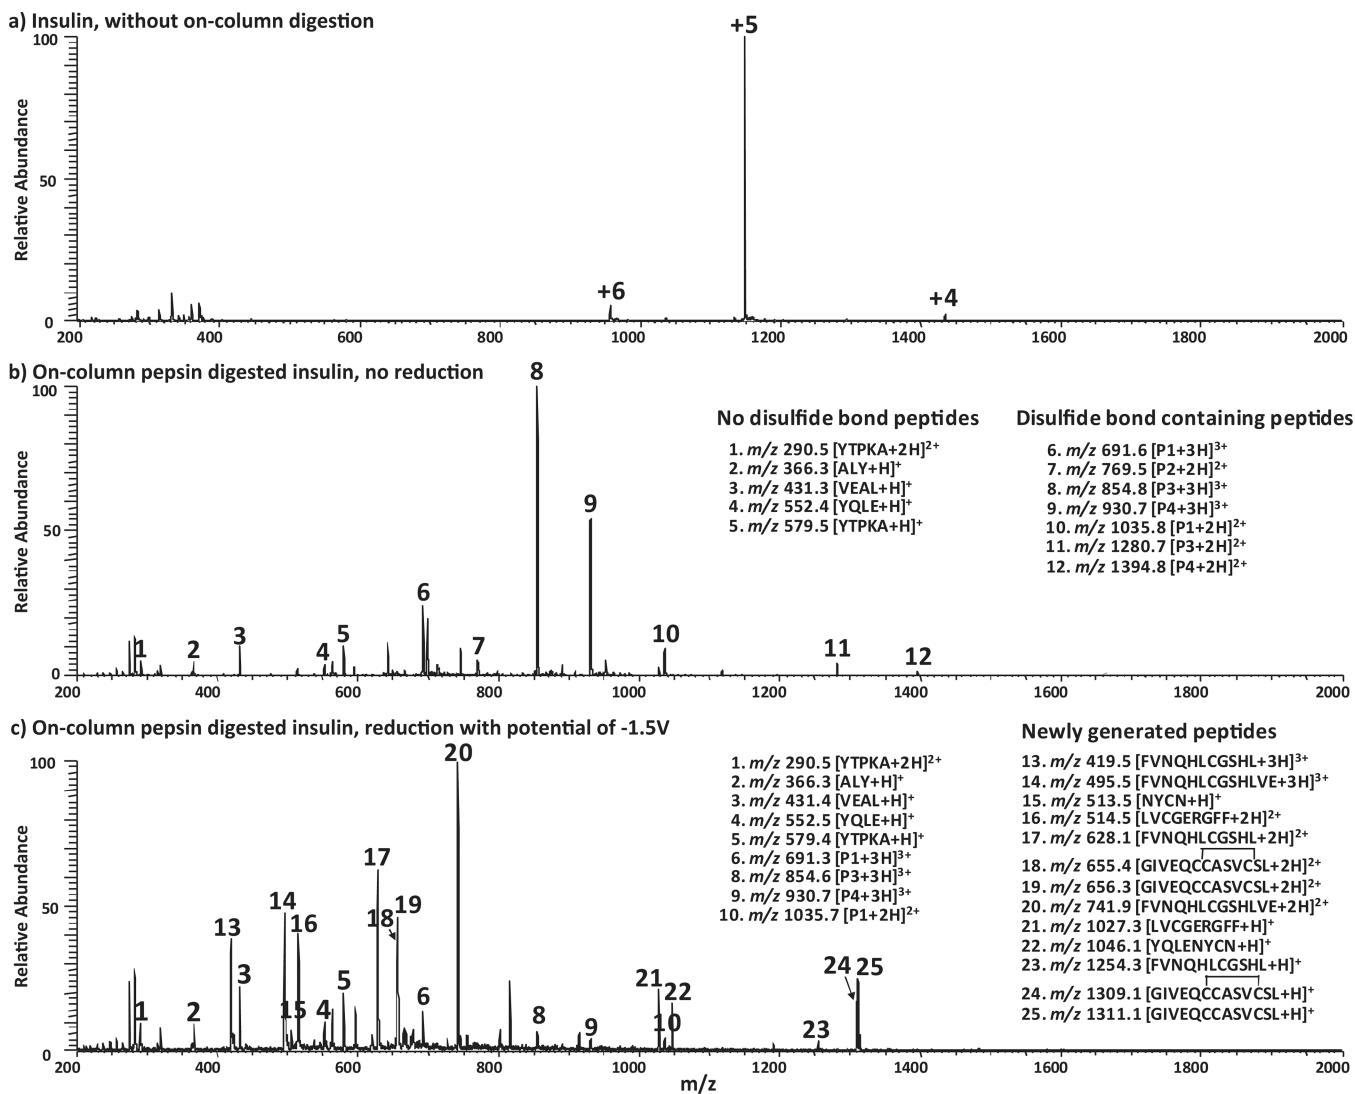 a) Insulin, without on-column digestion
100
50
0
Relative Abundance
+5
+6
+4
200 400 600 800 1000 1200 1400 1600 1800 2000
b) On-column pepsin digested insulin, no reduction
100
50
0
Relative Abundance
8
9
6
1 2 3 4 5 7 10 11 12
No disulfide bond peptides
1. m/z 290.5 [YTPKA+2H]2+
2. m/z 366.3 [ALY+H]+
3. m/z 431.3 [VEAL+H]+
4. m/z 552.4 [YQLE+H]+
5. m/z 579.5 [YTPKA+H]+
Disulfide bond containing peptides
6. m/z 691.6 [P1+3H]3+
7. m/z 769.5 [P2+2H]2+
8. m/z 854.8 [P3+3H]3+
9. m/z 930.7 [P4+3H]3+
10. m/z 1035.8 [P1+2H]2+
11. m/z 1280.7 [P3+2H]2+
12. m/z 1394.8 [P4+2H]2+
200 400 600 800 1000 1200 1400 1600 1800 2000
c) On-column pepsin digested insulin, reduction with potential of -1.5V
100
50
0
Relative Abundance
20
17
14 18 19
13 16
3 5 21 24 25
1 2 15 4 6 8 9 22 10 23
1. m/z 290.5 [YTPKA+2H]2+
2. m/z 366.3 [ALY+H]+
3. m/z 431.4 [VEAL+H]+
4. m/z 552.5 [YQLE+H]+
5. m/z 579.4 [YTPKA+H]+
6. m/z 691.3 [P1+3H]3+
8. m/z 854.6 [P3+3H]3+
9. m/z 930.7 [P4+3H]3+
10. m/z 1035.7 [P1+2H]2+
Newly generated peptides
13. m/z 419.5 [FVNQHLCGSHL+3H]3+
14. m/z 495.5 [FVNQHLCGSHLVE+3H]3+
15. m/z 513.5 [NYCN+H]+
16. m/z 514.5 [LVCGERGFF+2H]2+
17. m/z 628.1 [FVNQHLCGSHL+2H]2+
18. m/z 655.4 [GIVEQCCASVCSL+2H]2+
19. m/z 656.3 [GIVEQCCASVCSL+2H]2+
20. m/z 741.9 [FVNQHLCGSHLVE+2H]2+
21. m/z 1027.3 [LVCGERGFF+H]+
22. m/z 1046.1 [YQLENYCN+H]+
23. m/z 1254.3 [FVNQHLCGSHL+H]+
24. m/z 1309.1 [GIVEQCCASVCSL+H]+
25. m/z 1311.1 [GIVEQCCASVCSL+H]+
200 400 600 800 1000 1200 1400 1600 1800 2000
m/z